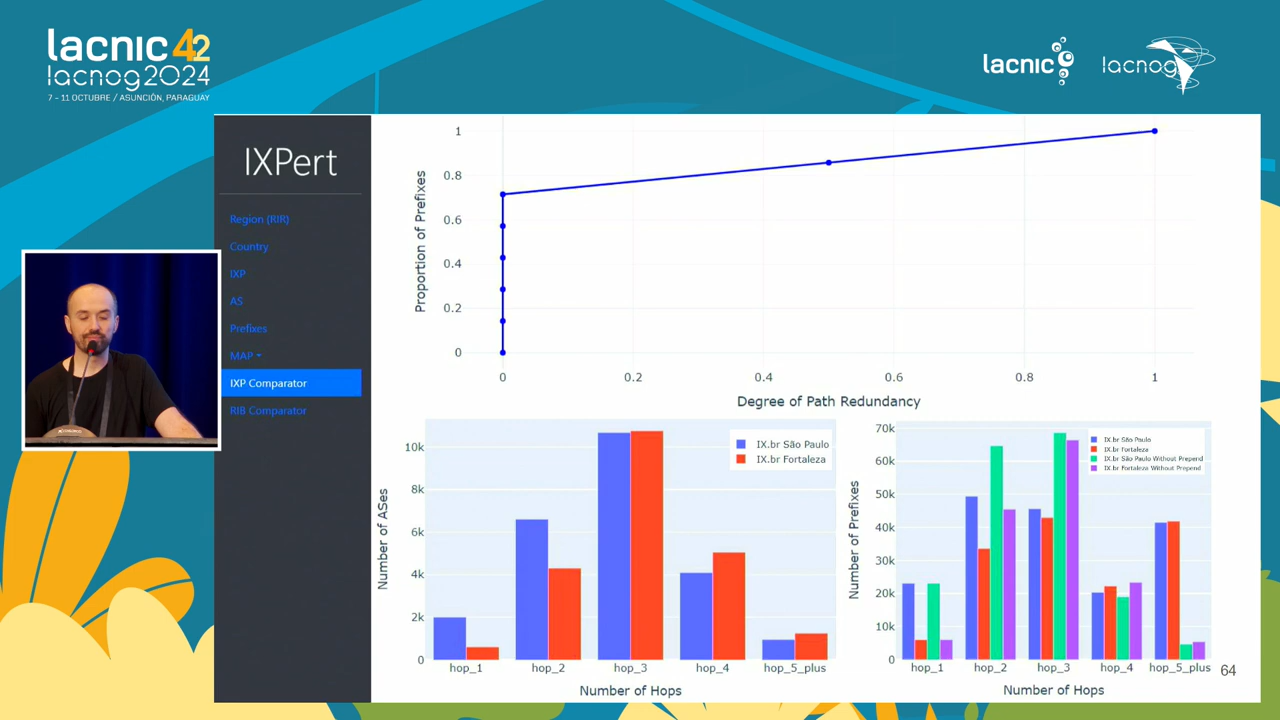 lacnic 42
lacnog2024
7 - 11 OCTUBRE / ASUNCIÓN, PARAGUAY
lacnic
lacnog
IXPert
Region (RIR)
Country
IXP
AS
Prefixes
MAP
IXP Comparator
RIB Comparator
Proportion of Prefixes
1
0.8
0.6
0.4
0.2
0
0 0.2 0.4 0.6 0.8 1
Degree of Path Redundancy
Number of ASes
10k
8k
6k
4k
2k
0
IX.br São Paulo
IX.br Fortaleza
hop_1 hop_2 hop_3 hop_4 hop_5_plus
Number of Hops
Number of Prefixes
70k
60k
50k
40k
30k
20k
10k
0
IX.br São Paulo
IX.br Fortaleza
IX.br São Paulo Without Prepend
IX.br Fortaleza Without Prepend
hop_1 hop_2 hop_3 hop_4 hop_5_plus
Number of Hops
64